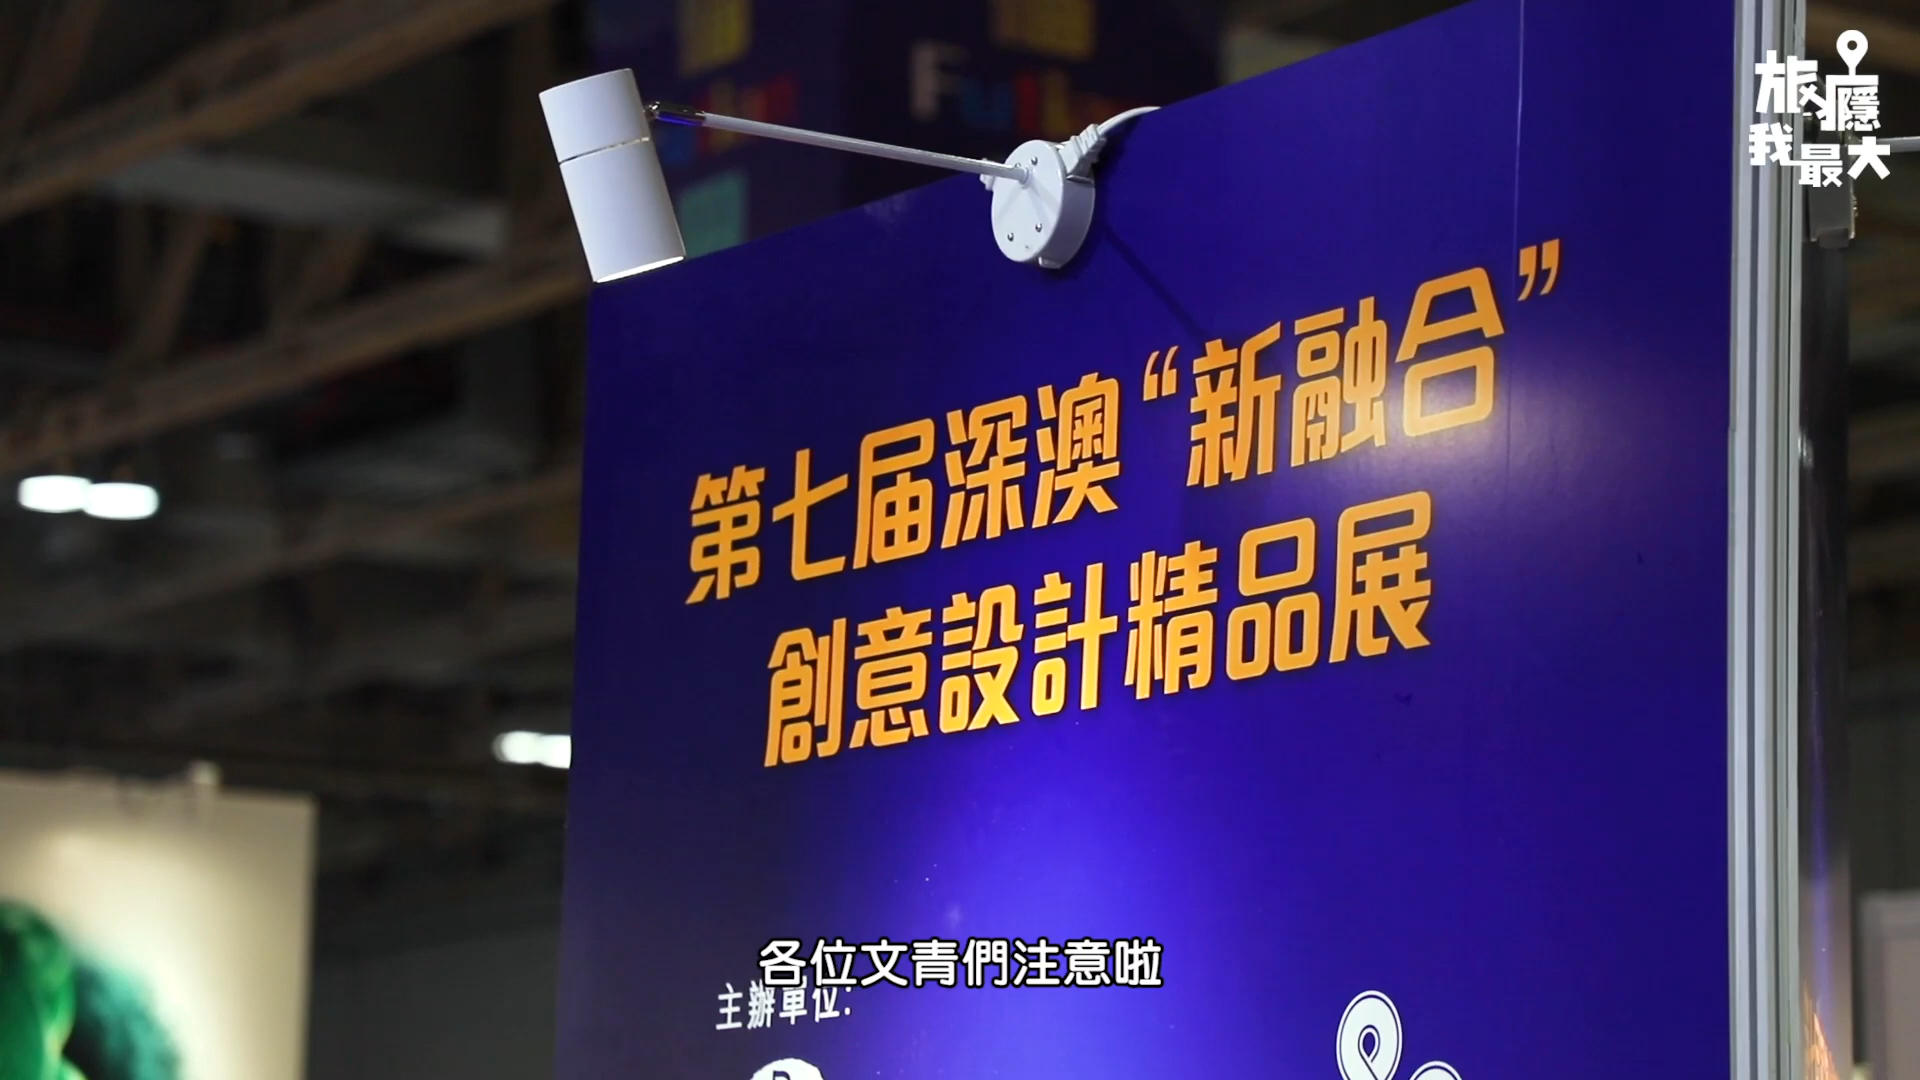 旅癮
我最大
第七届深澳“新融合”
創意設計精品展
各位文青們注意啦
主辦單位：